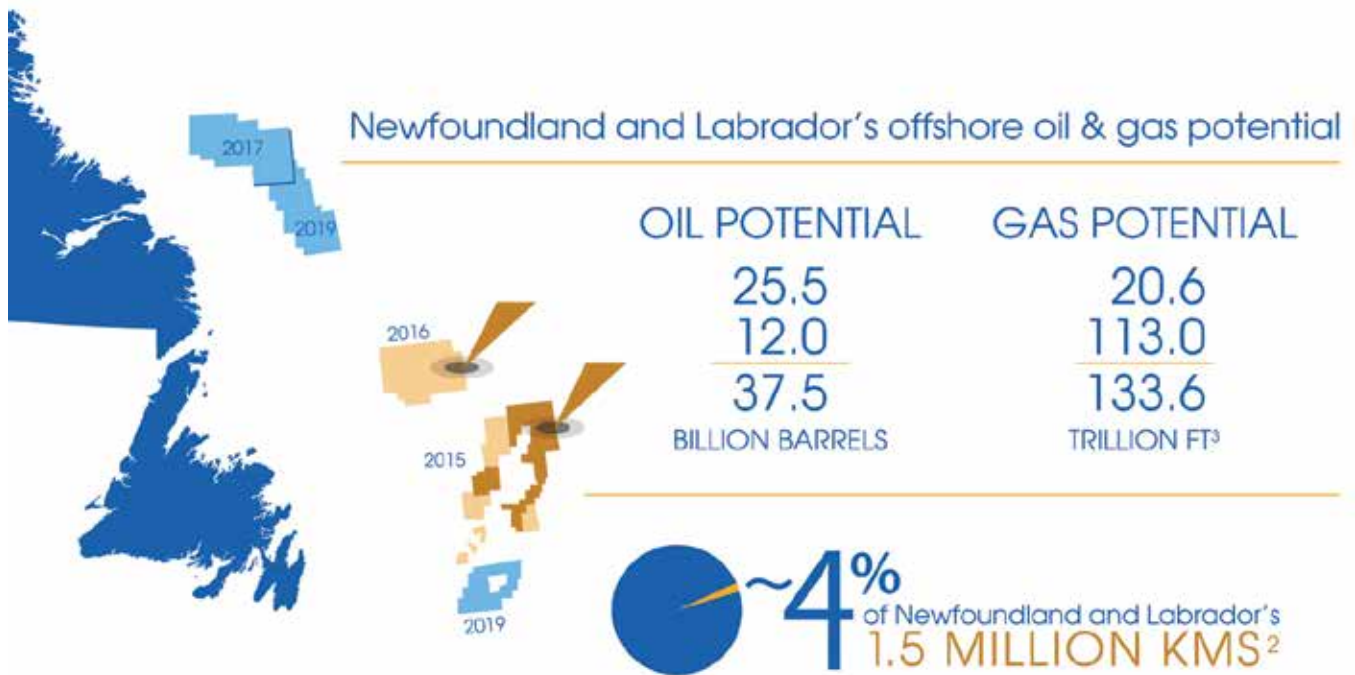 Newfoundland and Labrador's offshore oil & gas potential
2017
2019
OIL POTENTIAL
GAS POTENTIAL
25.5
20.6
12.0
113.0
37.5
133.6
BILLION BARRELS
TRILLION FT³
2016
2015
2019
~4%
of Newfoundland and Labrador's
1.5 MILLION KMS²